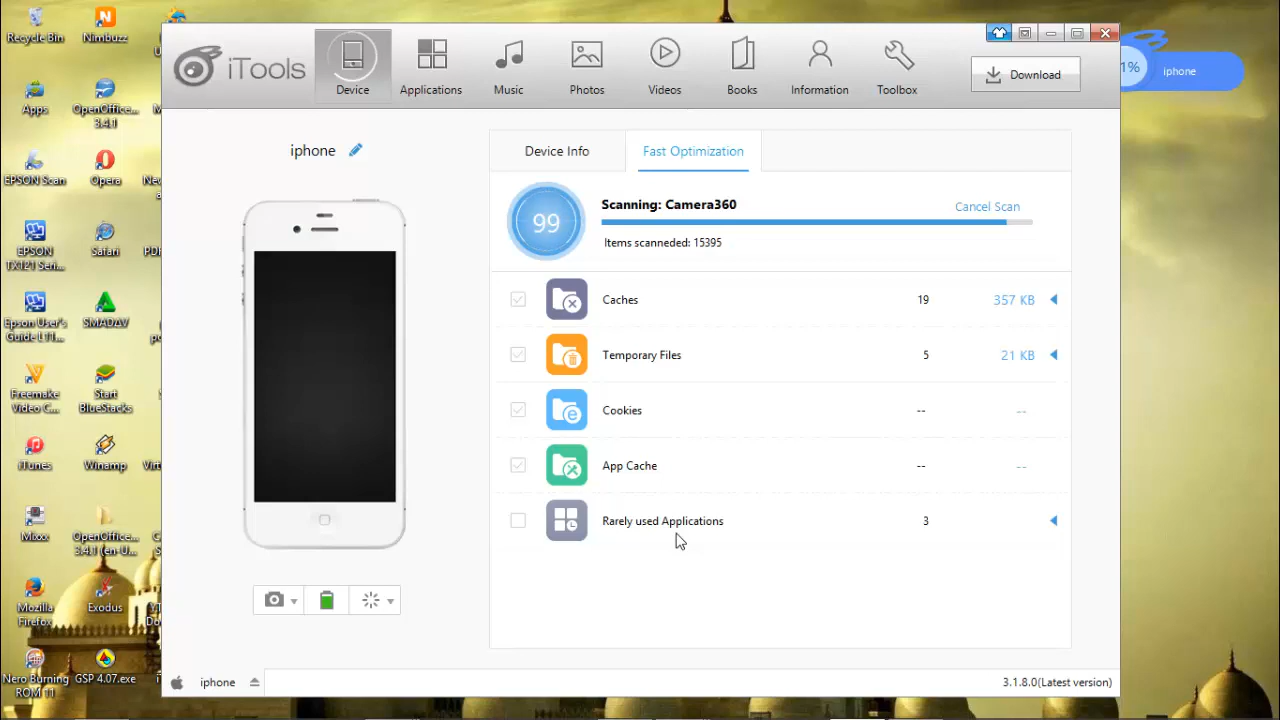 Recycle Bin
Nimbuzz
iTools
Device
Applications
Music
Photos
Videos
Books
Information
Toolbox
Download
1%
iphone
Apps
OpenOffice... 3.4.1
EPSON Scan
Opera
EPSON TX121 Seri...
Safari
Epson User's Guide L11...
SMADAV
Freemake Video C...
Start BlueStacks
iTunes
Winamp
Mixxx
OpenOffice... 3.4.1 (en-U...
Mozilla Firefox
Exodus
Nero Burning ROM 11
GSP 4.07.exe
iphone
Device Info
Fast Optimization
99
Scanning: Camera360
Cancel Scan
Items scanneded: 15395
Caches
19
357 KB
Temporary Files
5
21 KB
Cookies
--
--
App Cache
--
--
Rarely used Applications
3
iphone
3.1.8.0(Latest version)